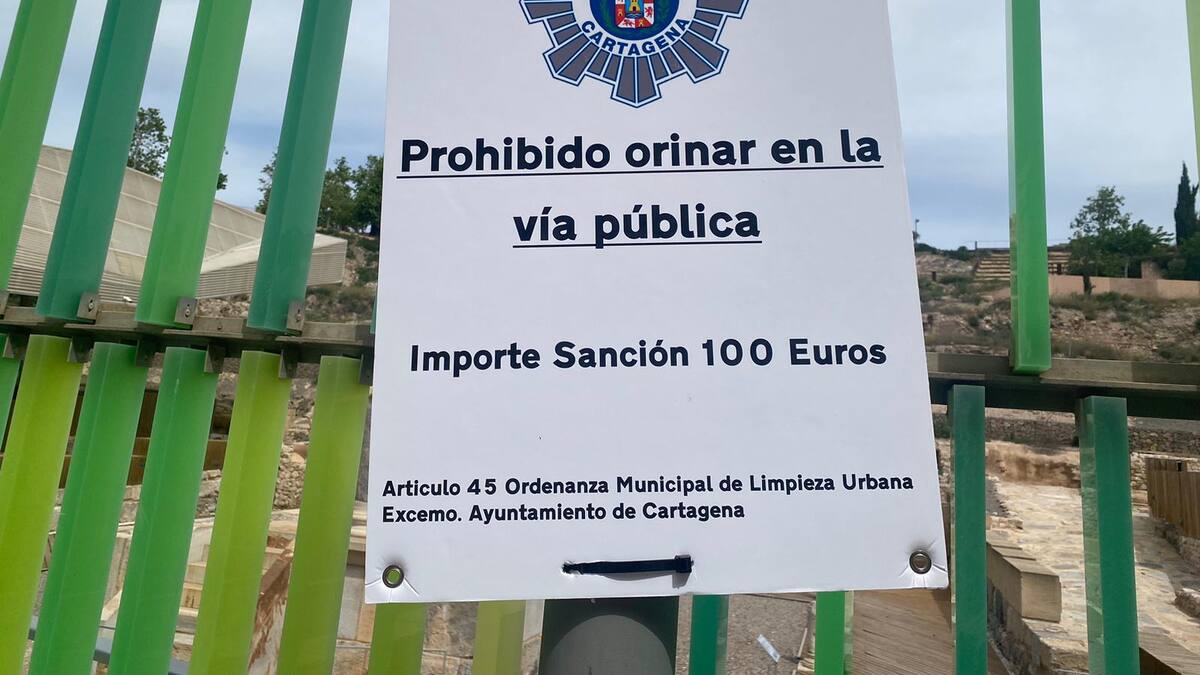 CARTAGENA
Prohibido orinar en la
vía pública
Importe Sanción 100 Euros
Articulo 45 Ordenanza Municipal de Limpieza Urbana
Excemo. Ayuntamiento de Cartagena